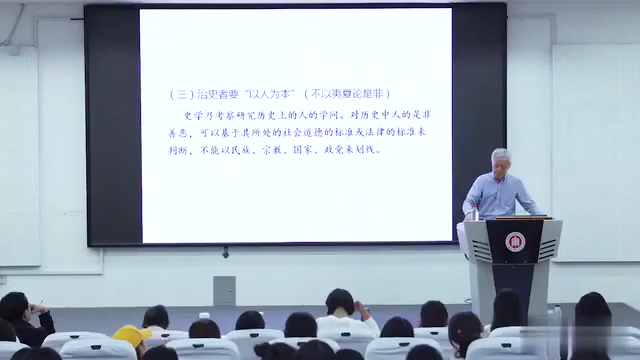 （三）治史者要“以人为本”（不以夷夏论是非）
史学乃考察研究历史上的人的学问。对历史中人的是非
善恶，可以基于其所处的社会道德的标准或法律的标准来
判断，不能以民族、宗教、国家、政党来划线。